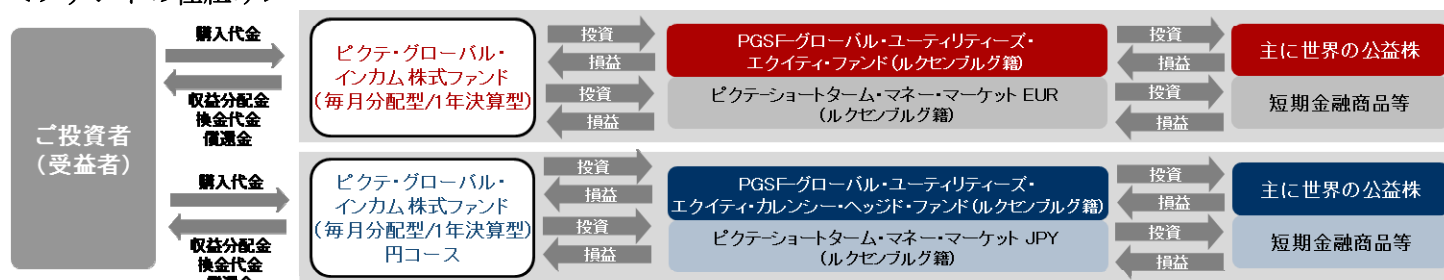 ご投資者
(受益者)
購入代金
収益分配金
換金代金
償還金
ピクテ・グローバル・
インカム株式ファンド
(毎月分配型/1年決算型)
投資
損益
投資
損益
PGSF-グローバル・ユーティリティーズ・
エクイティ・ファンド(ルクセンブルグ籍)
ピクテ-ショートターム・マネー・マーケット EUR
(ルクセンブルグ籍)
投資
損益
投資
損益
主に世界の公益株
短期金融商品等
購入代金
収益分配金
換金代金
ピクテ・グローバル・
インカム株式ファンド
(毎月分配型/1年決算型)
円コース
投資
損益
投資
損益
PGSF-グローバル・ユーティリティーズ・
エクイティ・カレンシー・ヘッジド・ファンド(ルクセンブルグ籍)
ピクテ-ショートターム・マネー・マーケット JPY
(ルクセンブルグ籍)
投資
損益
投資
損益
主に世界の公益株
短期金融商品等